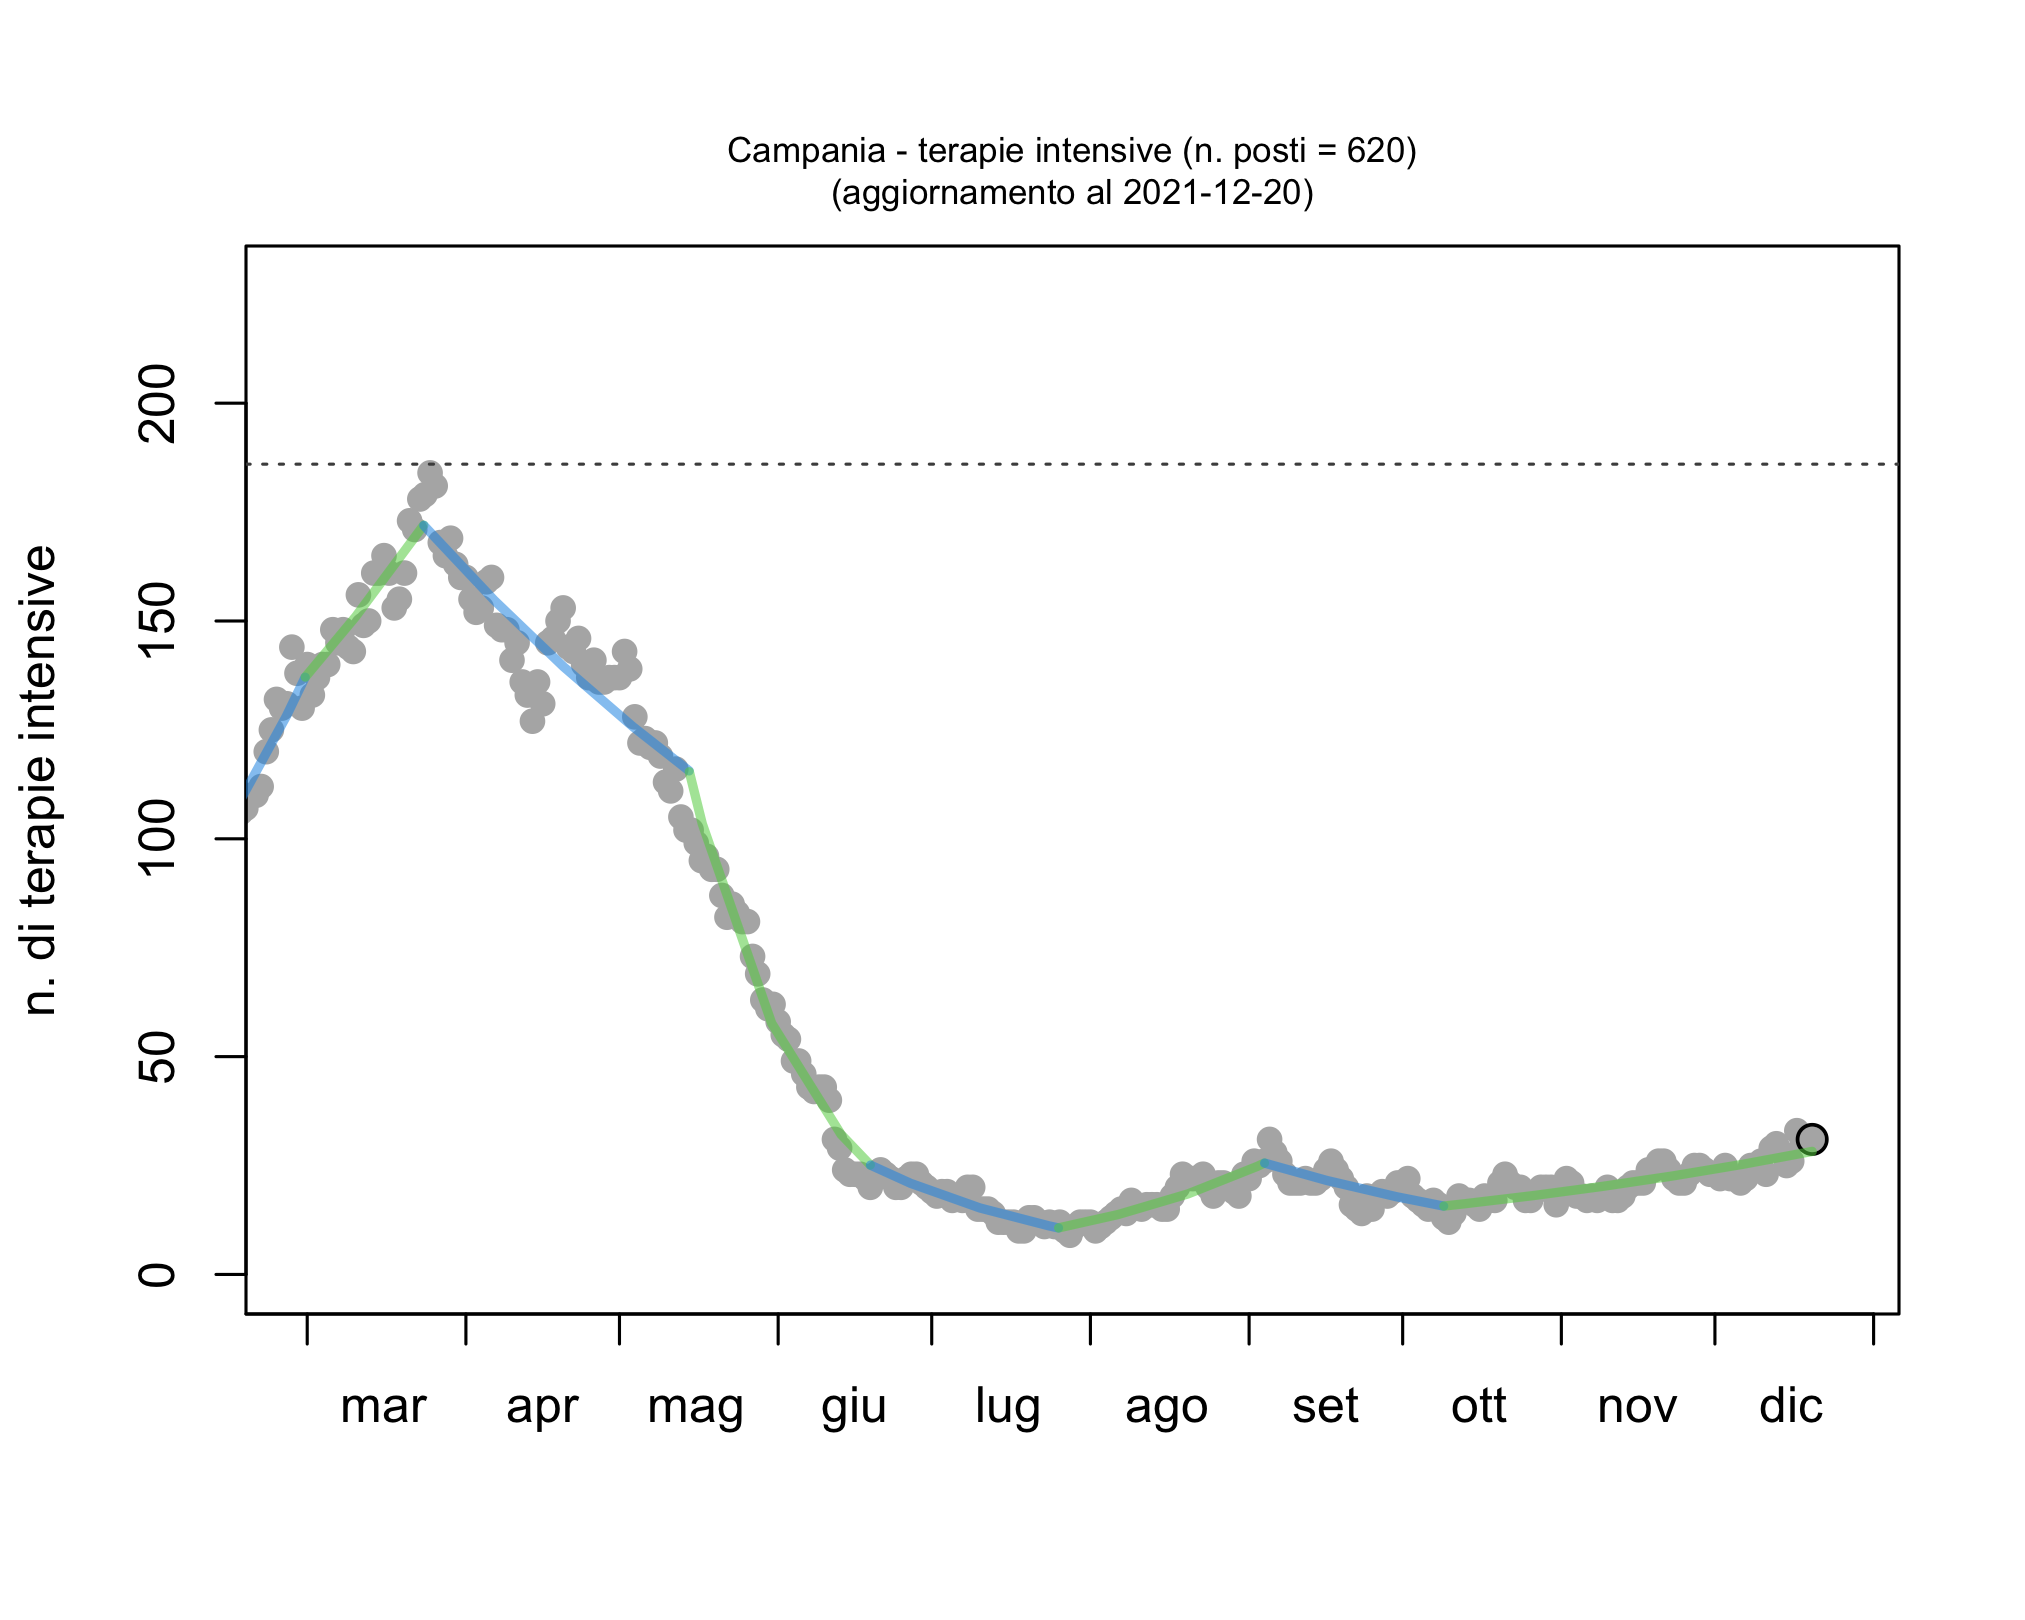 Campania - terapie intensive (n. posti = 620)
(aggiornamento al 2021-12-20)
n. di terapie intensive
200
150
100
50
0
mar apr mag giu lug ago set ott nov dic